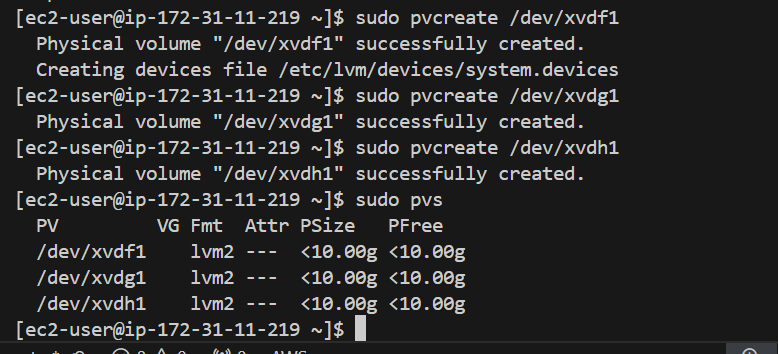 [ec2-user@ip-172-31-11-219 ~]$ sudo pvcreate /dev/xvdf1
  Physical volume "/dev/xvdf1" successfully created.
  Creating devices file /etc/lvm/devices/system.devices
[ec2-user@ip-172-31-11-219 ~]$ sudo pvcreate /dev/xvdg1
  Physical volume "/dev/xvdg1" successfully created.
[ec2-user@ip-172-31-11-219 ~]$ sudo pvcreate /dev/xvdh1
  Physical volume "/dev/xvdh1" successfully created.
[ec2-user@ip-172-31-11-219 ~]$ sudo pvs
  PV         VG Fmt  Attr PSize   PFree
  /dev/xvdf1    lvm2 ---  <10.00g <10.00g
  /dev/xvdg1    lvm2 ---  <10.00g <10.00g
  /dev/xvdh1    lvm2 ---  <10.00g <10.00g
[ec2-user@ip-172-31-11-219 ~]$